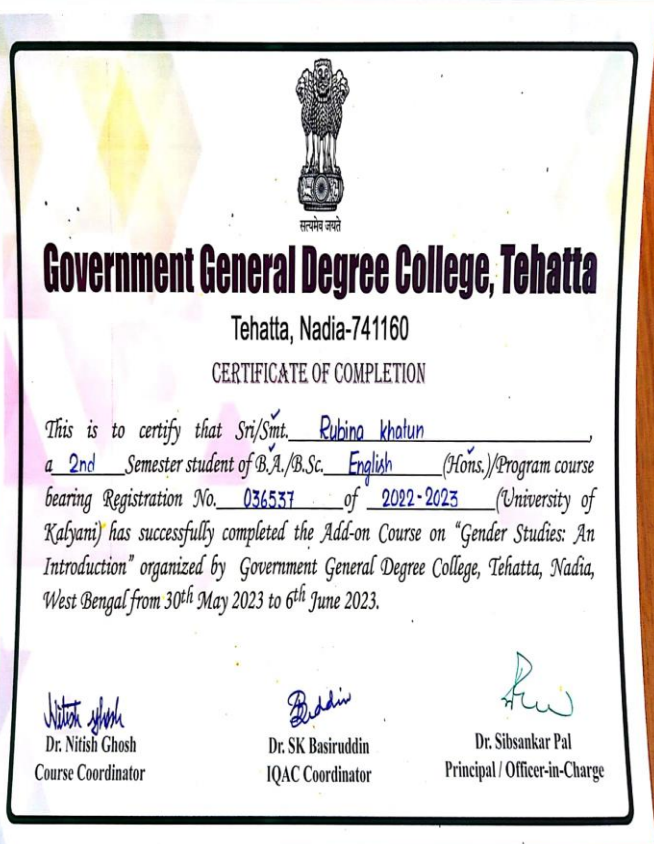 सत्यमेव जयते
Government General Degree College, Tehatta
Tehatta, Nadia-741160
CERTIFICATE OF COMPLETION
This is to certify that Sri/Smt. Rubina khatun,
a 2nd Semester student of B.A./B.Sc. English (Hons.)/Program course
bearing Registration No. 036537 of 2022-2023 (University of
Kalyani) has successfully completed the Add-on Course on "Gender Studies: An
Introduction" organized by Government General Degree College, Tehatta, Nadia,
West Bengal from 30th May 2023 to 6th June 2023.
Nitish Ghosh
Dr. Nitish Ghosh
Course Coordinator
Dr. SK Basiruddin
IQAC Coordinator
Dr. Sibsankar Pal
Principal / Officer-in-Charge